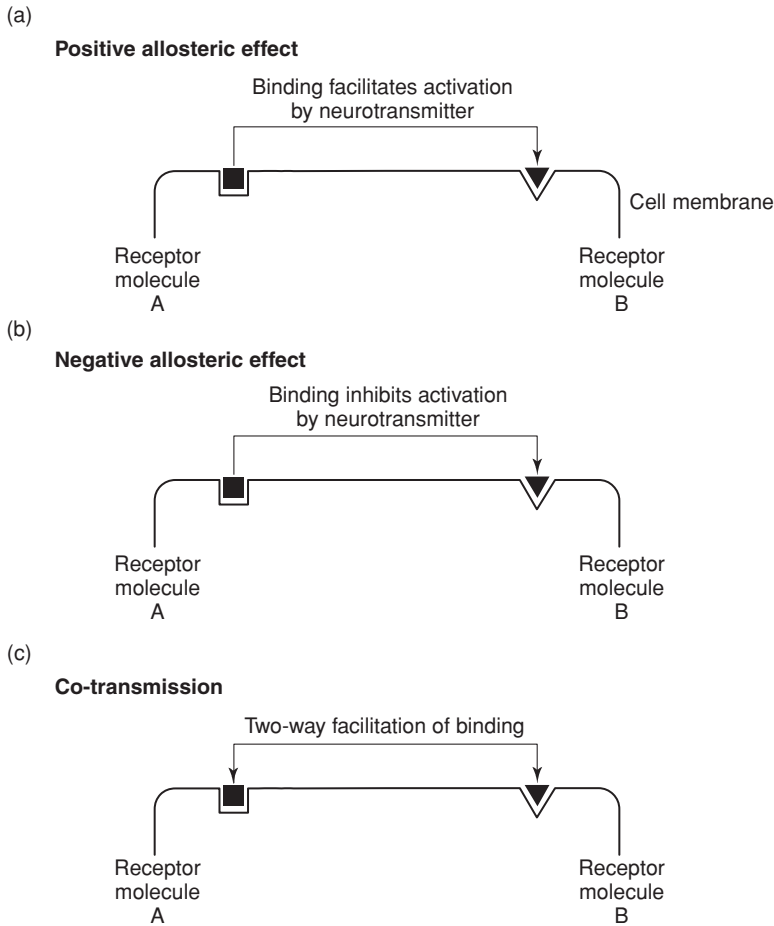 (a)
Positive allosteric effect
Binding facilitates activation
by neurotransmitter
Cell membrane
Receptor
molecule
A
Receptor
molecule
B
(b)
Negative allosteric effect
Binding inhibits activation
by neurotransmitter
Receptor
molecule
A
Receptor
molecule
B
(c)
Co-transmission
Two-way facilitation of binding
Receptor
molecule
A
Receptor
molecule
B